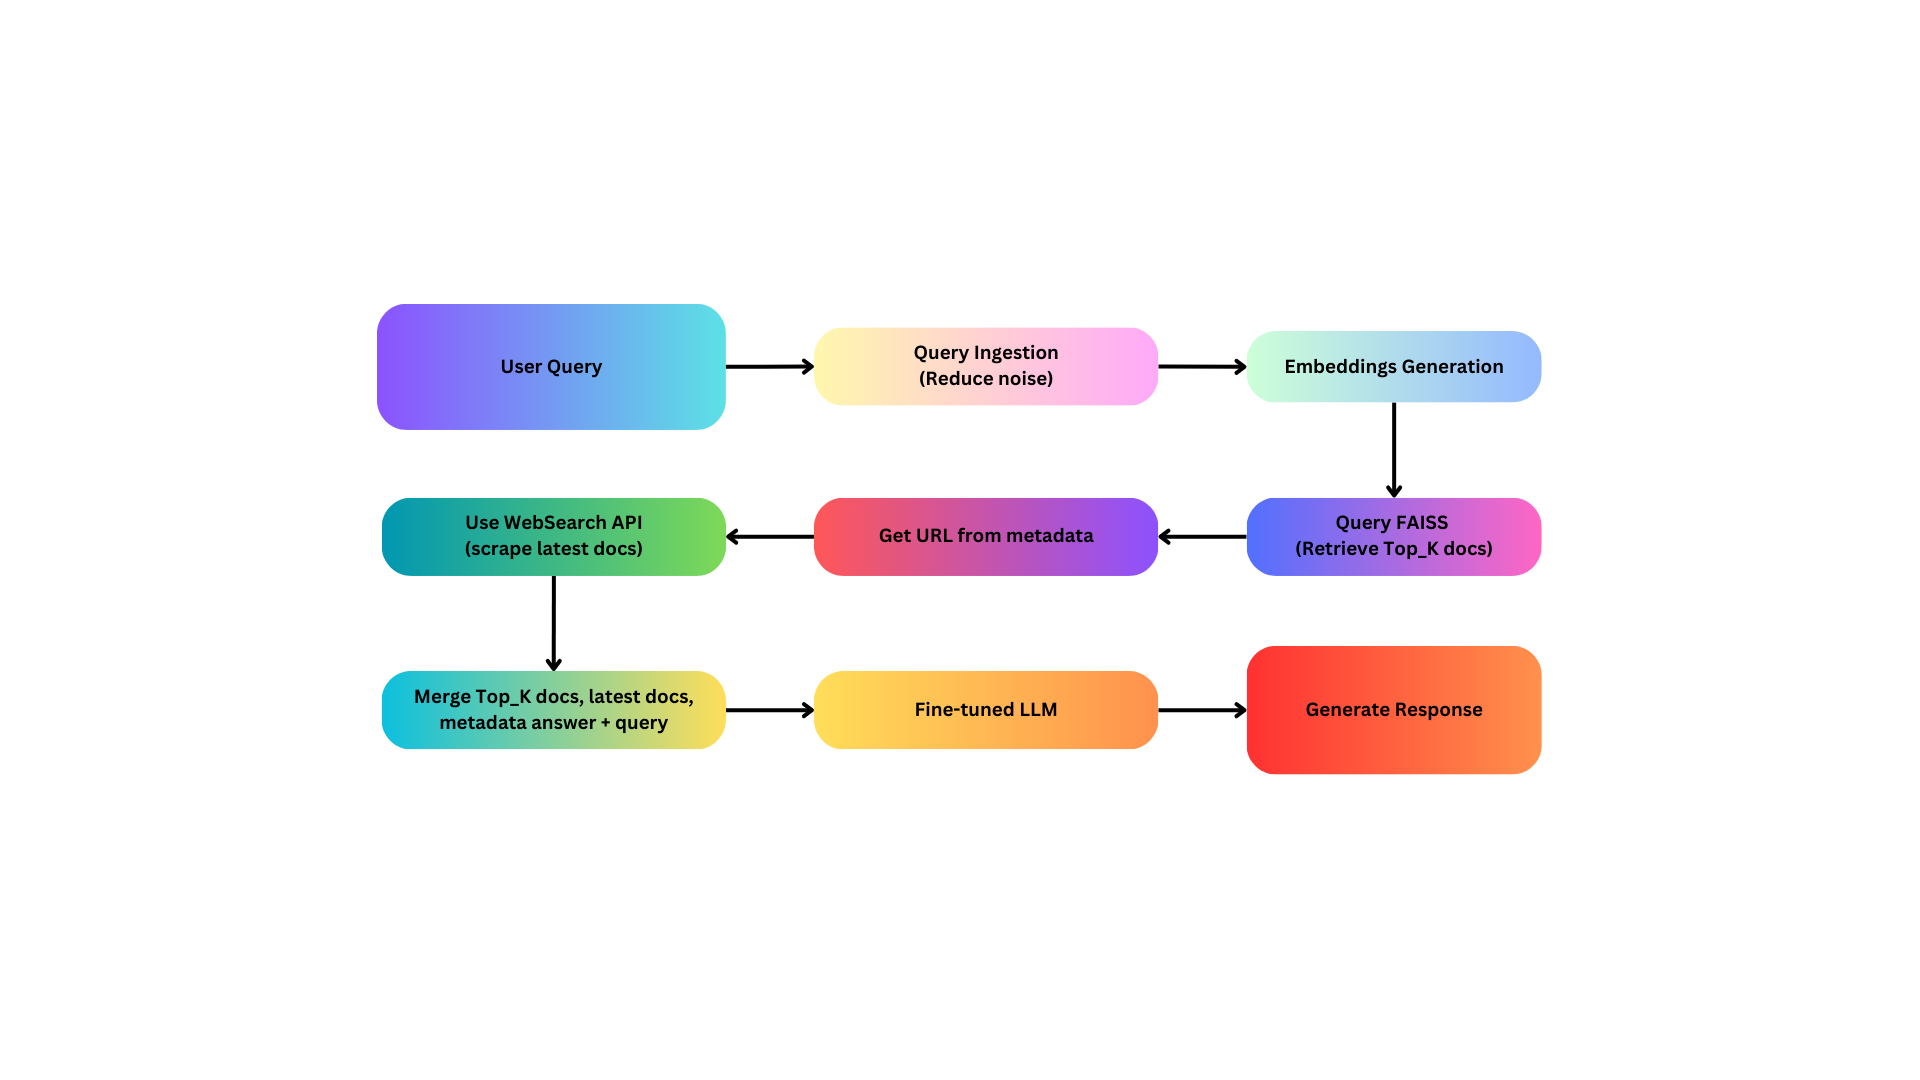 User Query
Query Ingestion
(Reduce noise)
Embeddings Generation
Query FAISS
(Retrieve Top_K docs)
Get URL from metadata
Use WebSearch API
(scrape latest docs)
Merge Top_K docs, latest docs,
metadata answer + query
Fine-tuned LLM
Generate Response